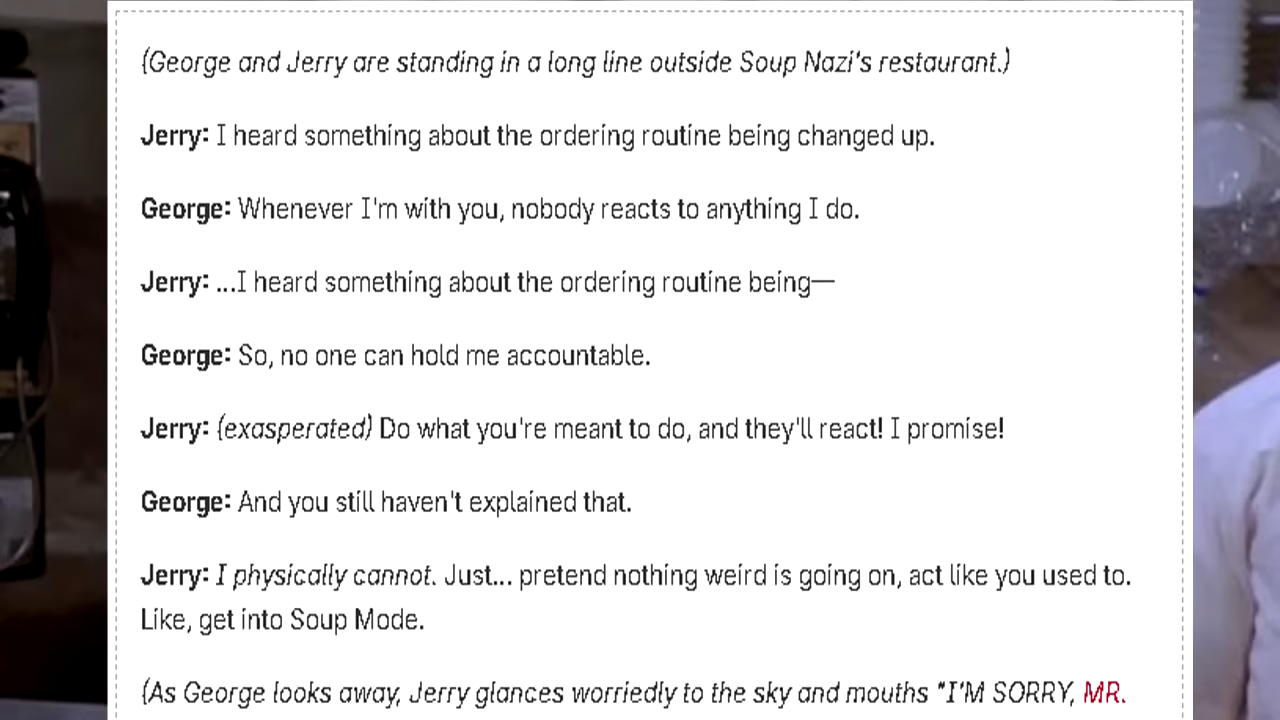 (George and Jerry are standing in a long line outside Soup Nazi's restaurant.)
Jerry: I heard something about the ordering routine being changed up.
George: Whenever I'm with you, nobody reacts to anything I do.
Jerry: ...I heard something about the ordering routine being—
George: So, no one can hold me accountable.
Jerry: (exasperated) Do what you're meant to do, and they'll react! I promise!
George: And you still haven't explained that.
Jerry: I physically cannot. Just... pretend nothing weird is going on, act like you used to.
Like, get into Soup Mode.
(As George looks away, Jerry glances worriedly to the sky and mouths "I'M SORRY, MR.